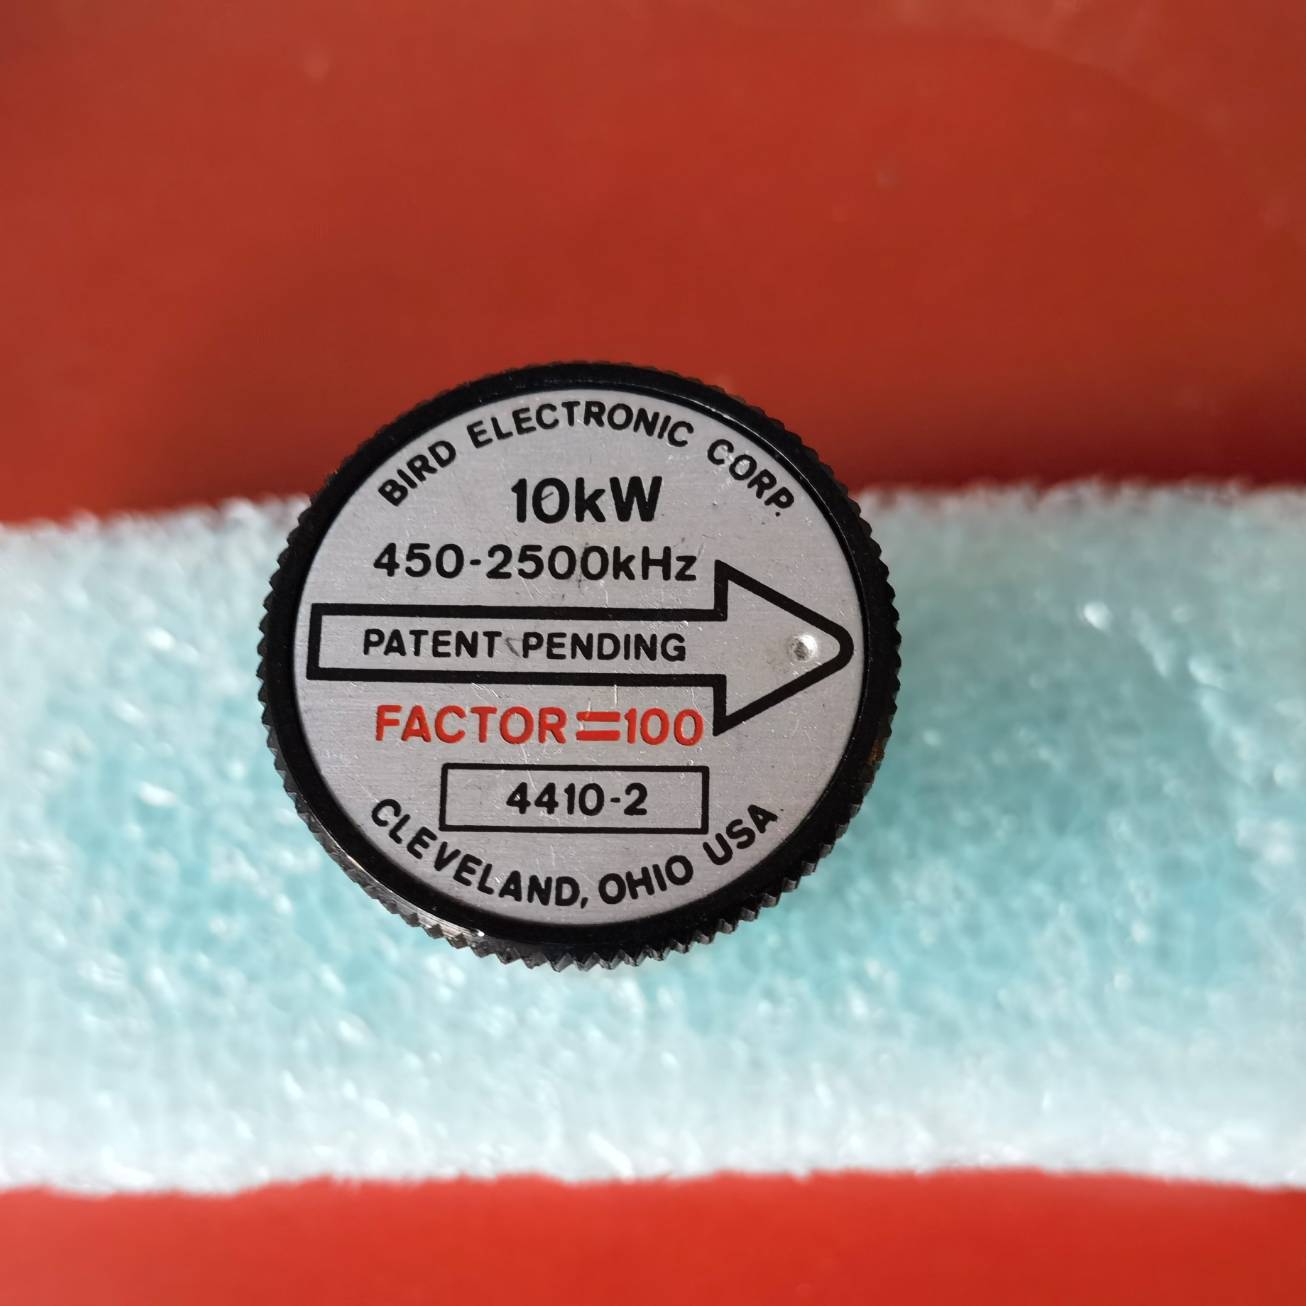 BIRD ELECTRONIC CORP.
10kW
450-2500kHz
PATENT PENDING
FACTOR=100
4410-2
CLEVELAND, OHIO USA